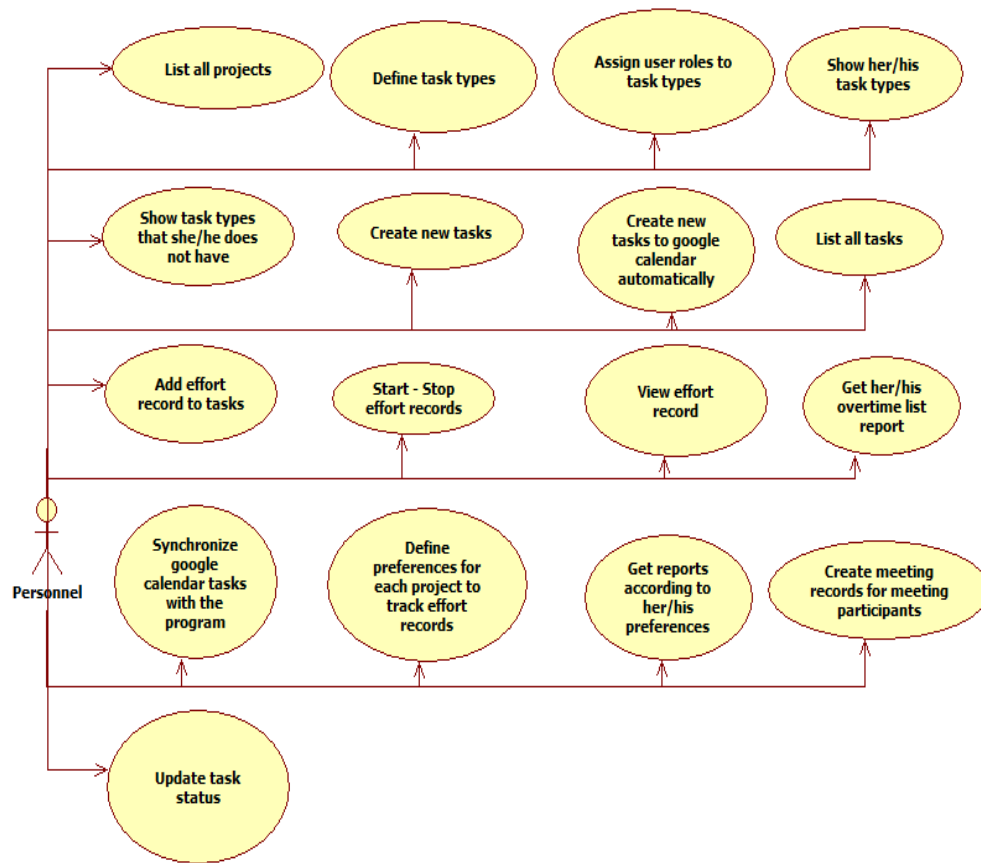 List all projects
Define task types
Assign user roles to
task types
Show her/his
task types
Show task types
that she/he does
not have
Create new tasks
Create new
tasks to google
calendar
automatically
List all tasks
Add effort
record to tasks
Start - Stop
effort records
View effort
record
Get her/his
overtime list
report
Personnel
Synchronize
google
calendar tasks
with the
program
Define
preferences for
each project to
track effort
records
Get reports
according to
her/his
preferences
Create meeting
records for meeting
participants
Update task
status